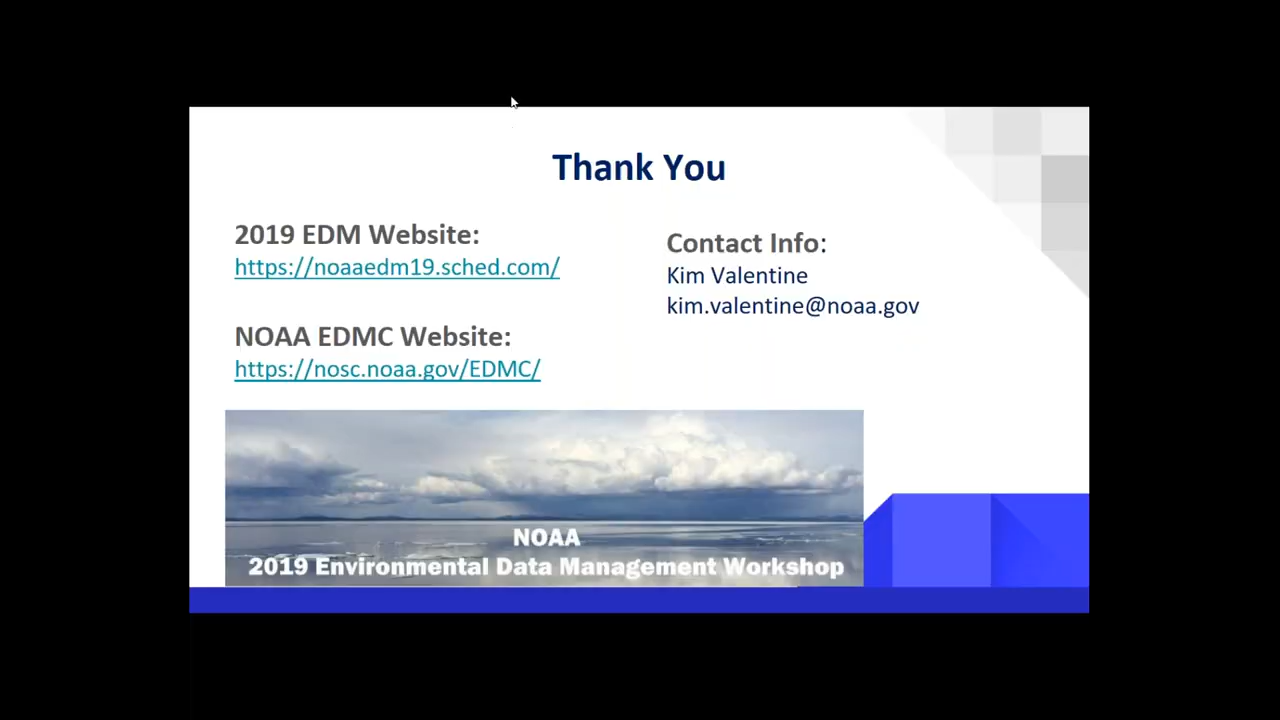 Thank You
2019 EDM Website:
https://noaaedm19.sched.com/
NOAA EDMC Website:
https://nosc.noaa.gov/EDMC/
Contact Info:
Kim Valentine
kim.valentine@noaa.gov
NOAA
2019 Environmental Data Management Workshop